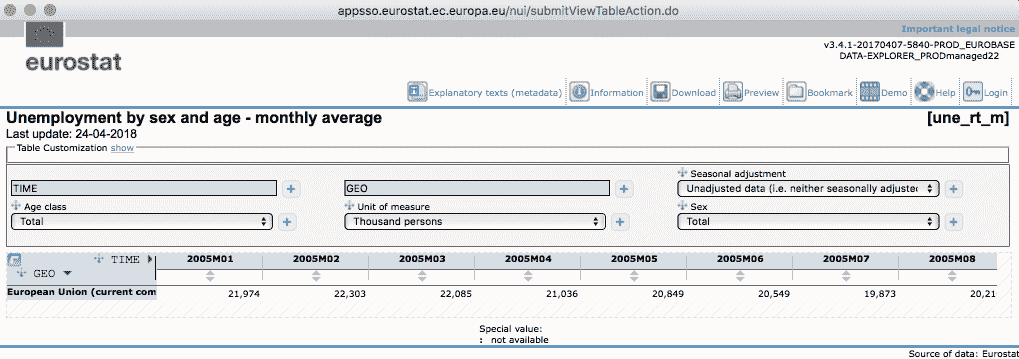 appsso.eurostat.ec.europa.eu/nui/submitViewTableAction.do
Important legal notice
eurostat
v3.4.1-20170407-5840-PROD_EUROBASE
DATA-EXPLORER_PRODmanaged22
Explanatory texts (metadata) Information Download Preview Bookmark Demo Help Login
Unemployment by sex and age - monthly average [une_rt_m]
Last update: 24-04-2018
Table Customization show
Seasonal adjustment
TIME + GEO + Unadjusted data (i.e. neither seasonally adjusted +
Age class Unit of measure Sex
Total + Thousand persons + Total +
TIME 2005M01 2005M02 2005M03 2005M04 2005M05 2006M06 2005M07 2005M08
GEO
European Union (current com 21,974 22,303 22,085 21,036 20,849 20,549 19,873 20,21
Special value:
: not available
Source of data: Eurostat